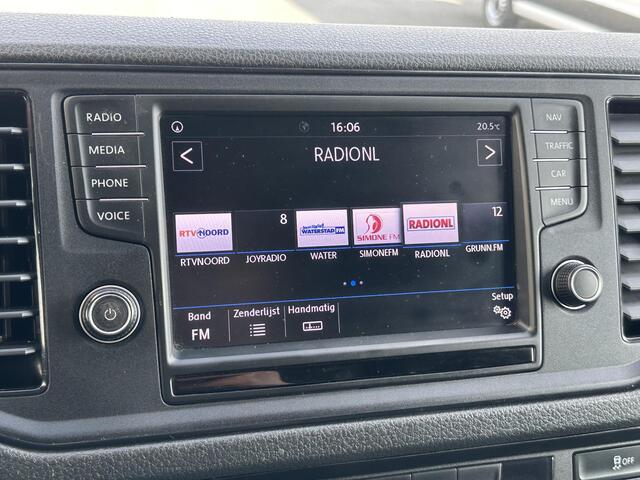 RADIO
MEDIA
PHONE
VOICE
NAV
TRAFFIC
CAR
MENU
16:06
20.5°C
RADIONL
RTVNOORD
8
WATERSTAD FM
SIMONE FM
RADIONL
12
RTVNOORD
JOYRADIO
WATER
SIMONEFM
RADIONL
GRUNN.FM
Band
FM
Zenderlijst
Handmatig
Setup
OFF